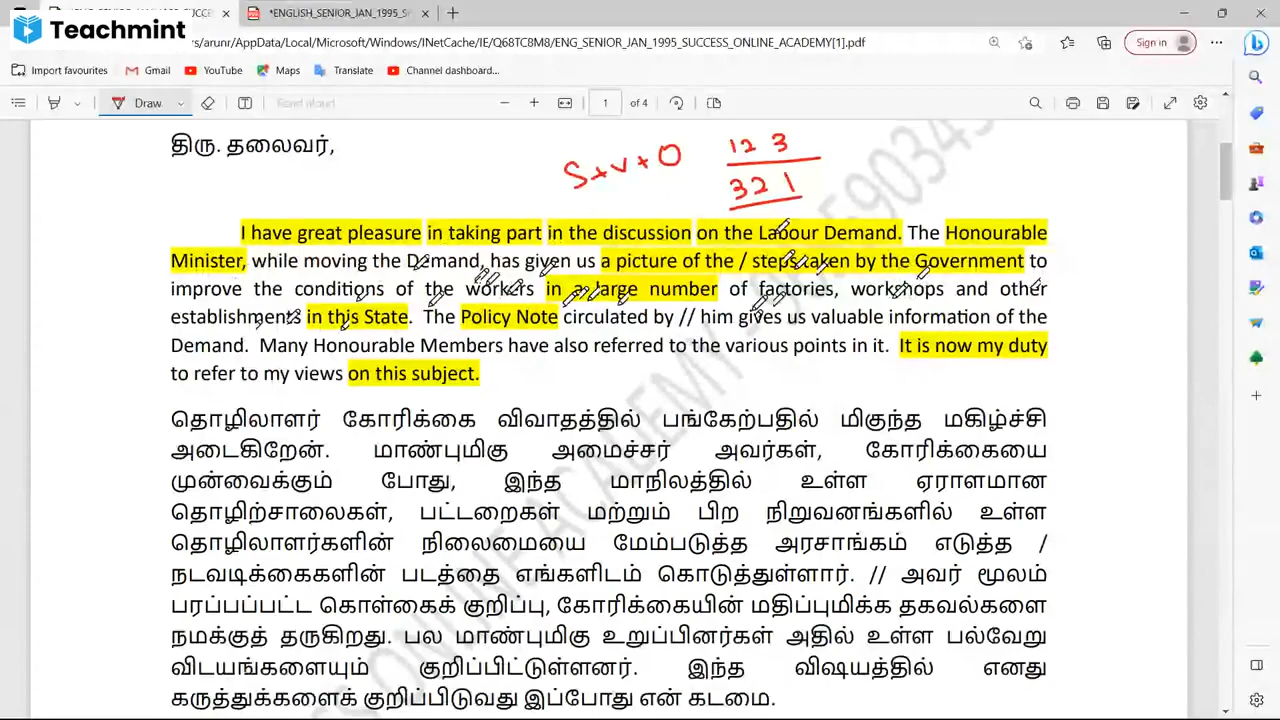 *ENGLISH_SENIOR_JAN_1995_S
Teachmint
s/arunr/AppData/Local/Microsoft/Windows/INetCache/IE/Q68TC8M8/ENG_SENIOR_JAN_1995_SUCCESS_ONLINE_ACADEMY[1].pdf
Sign in
Import favourites Gmail YouTube Maps Translate Channel dashboard...
Draw Read aloud 1 of 4
திரு. தலைவர்,
S+V+O 12 3
3 2 1
I have great pleasure in taking part in the discussion on the Labour Demand. The Honourable
Minister, while moving the Demand, has given us a picture of the / steps taken by the Government to
improve the conditions of the workers in a large number of factories, workshops and other
establishments in this State. The Policy Note circulated by // him gives us valuable information of the
Demand. Many Honourable Members have also referred to the various points in it. It is now my duty
to refer to my views on this subject.
தொழிலாளர் கோரிக்கை விவாதத்தில் பங்கேற்பதில் மிகுந்த மகிழ்ச்சி
அடைகிறேன். மாண்புமிகு அமைச்சர் அவர்கள், கோரிக்கையை
முன்வைக்கும் போது, இந்த மாநிலத்தில் உள்ள ஏராளமான
தொழிற்சாலைகள், பட்டறைகள் மற்றும் பிற நிறுவனங்களில் உள்ள
தொழிலாளர்களின் நிலைமையை மேம்படுத்த அரசாங்கம் எடுத்த /
நடவடிக்கைகளின் படத்தை எங்களிடம் கொடுத்துள்ளார். // அவர் மூலம்
பரப்பப்பட்ட கொள்கைக் குறிப்பு, கோரிக்கையின் மதிப்புமிக்க தகவல்களை
நமக்குத் தருகிறது. பல மாண்புமிகு உறுப்பினர்கள் அதில் உள்ள பல்வேறு
விடயங்களையும் குறிப்பிட்டுள்ளனர். இந்த விஷயத்தில் எனது
கருத்துக்களைக் குறிப்பிடுவது இப்போது என் கடமை.